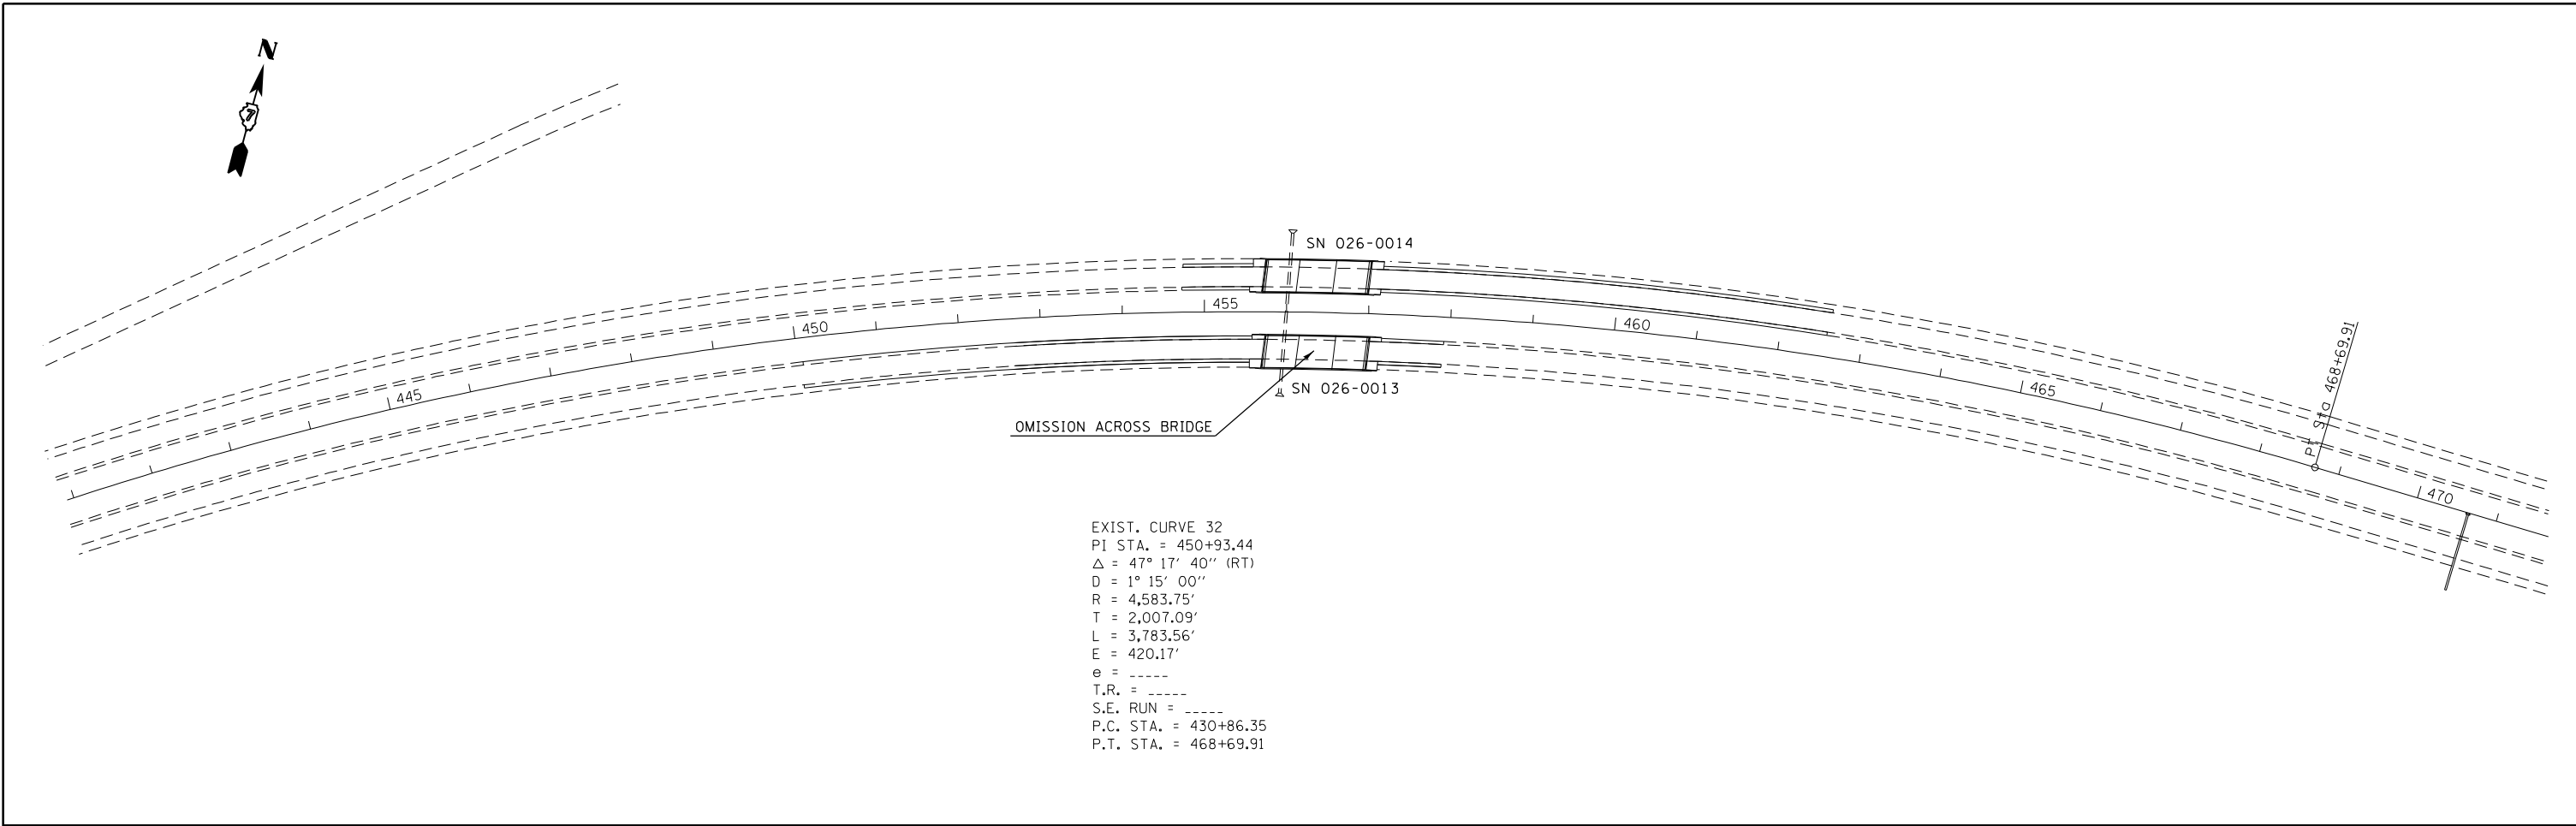 N
7
SN 026-0014
455
450
460
445
465
SN 026-0013
OMISSION ACROSS BRIDGE
PT Sta 468+69.91
470
EXIST. CURVE 32
PI STA. = 450+93.44
△ = 47° 17' 40'' (RT)
D = 1° 15' 00''
R = 4,583.75'
T = 2,007.09'
L = 3,783.56'
E = 420.17'
e = _____
T.R. = _____
S.E. RUN = _____
P.C. STA. = 430+86.35
P.T. STA. = 468+69.91